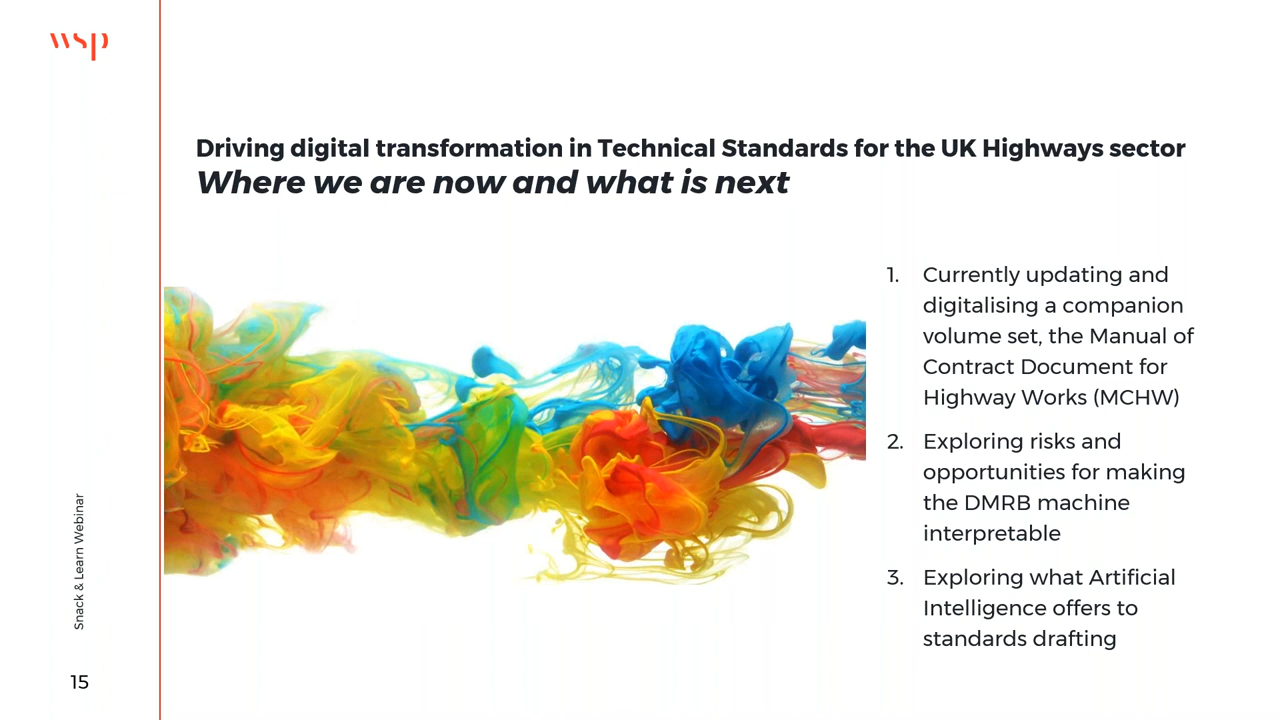 wsp
Driving digital transformation in Technical Standards for the UK Highways sector
Where we are now and what is next
1. Currently updating and
digitalising a companion
volume set, the Manual of
Contract Document for
Highway Works (MCHW)
2. Exploring risks and
opportunities for making
the DMRB machine
interpretable
3. Exploring what Artificial
Intelligence offers to
standards drafting
Snack & Learn Webinar
15